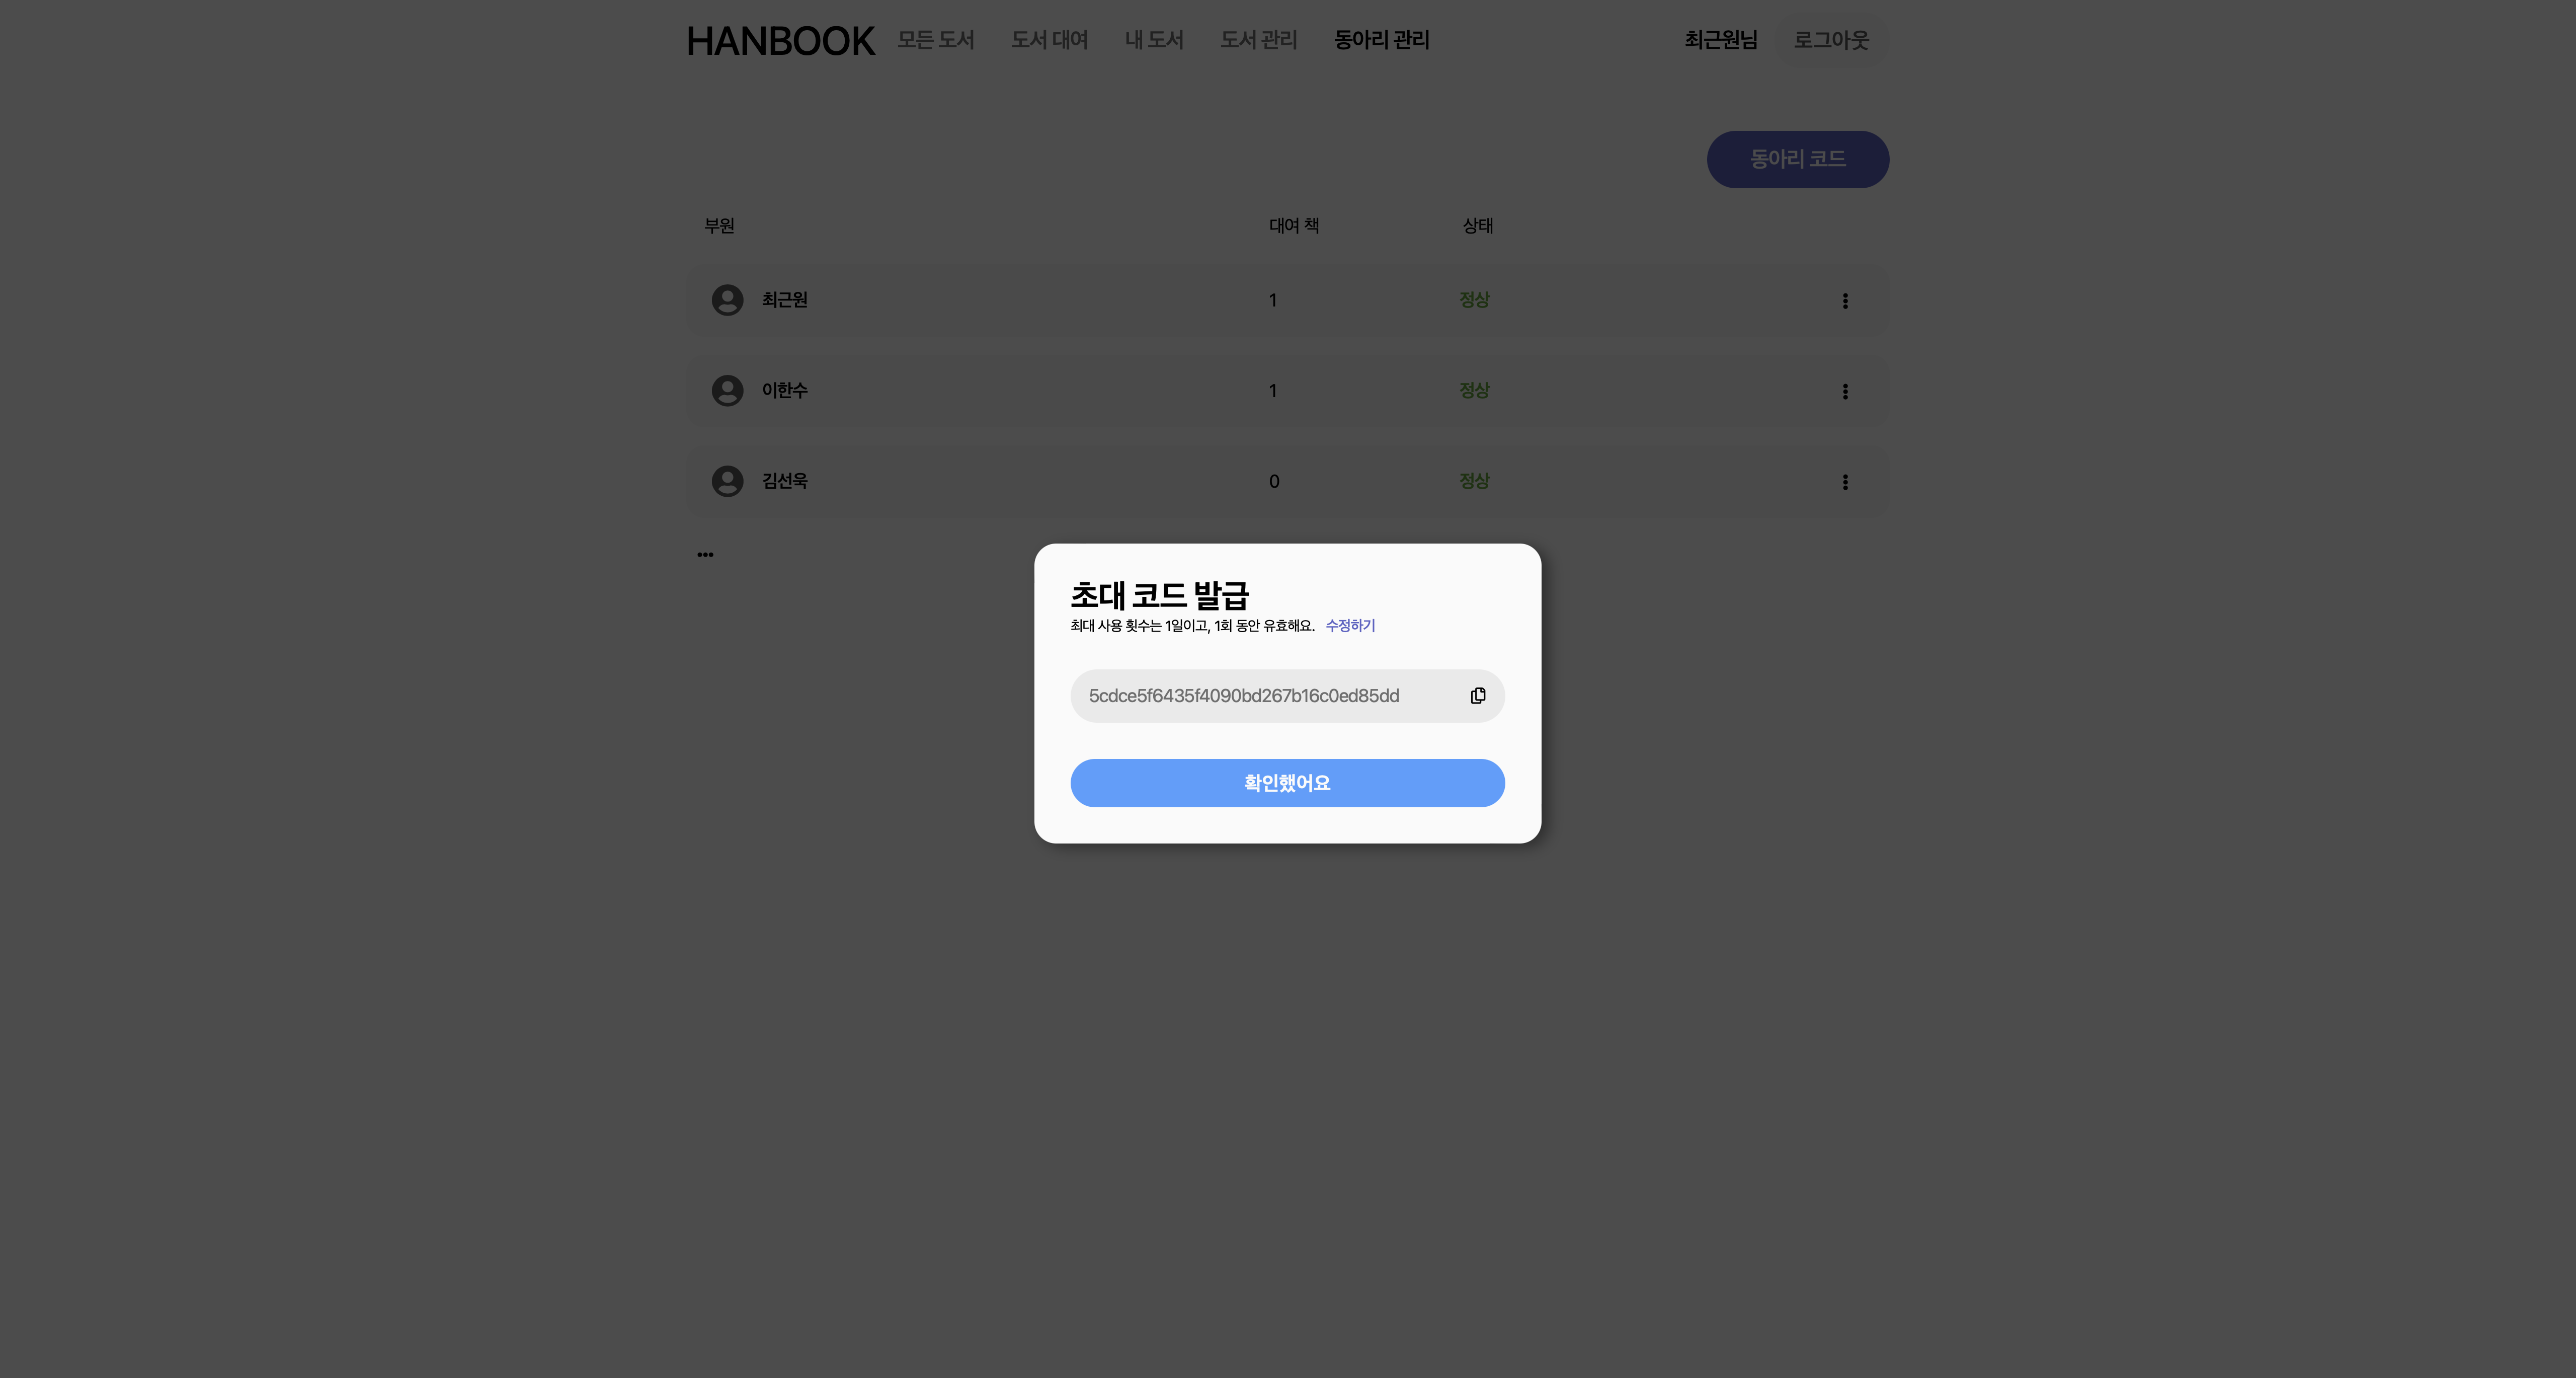 HANBOOK 모든 도서 도서 대여 내 도서 도서 관리 동아리 관리 최근원님 로그아웃
동아리 코드
부원 대여 책 상태
최근원 1 정상
이한수 1 정상
김선욱 0 정상
초대 코드 발급
최대 사용 횟수는 1일이고, 1회 동안 유효해요. 수정하기
5cdce5f6435f4090bd267b16c0ed85dd
확인했어요